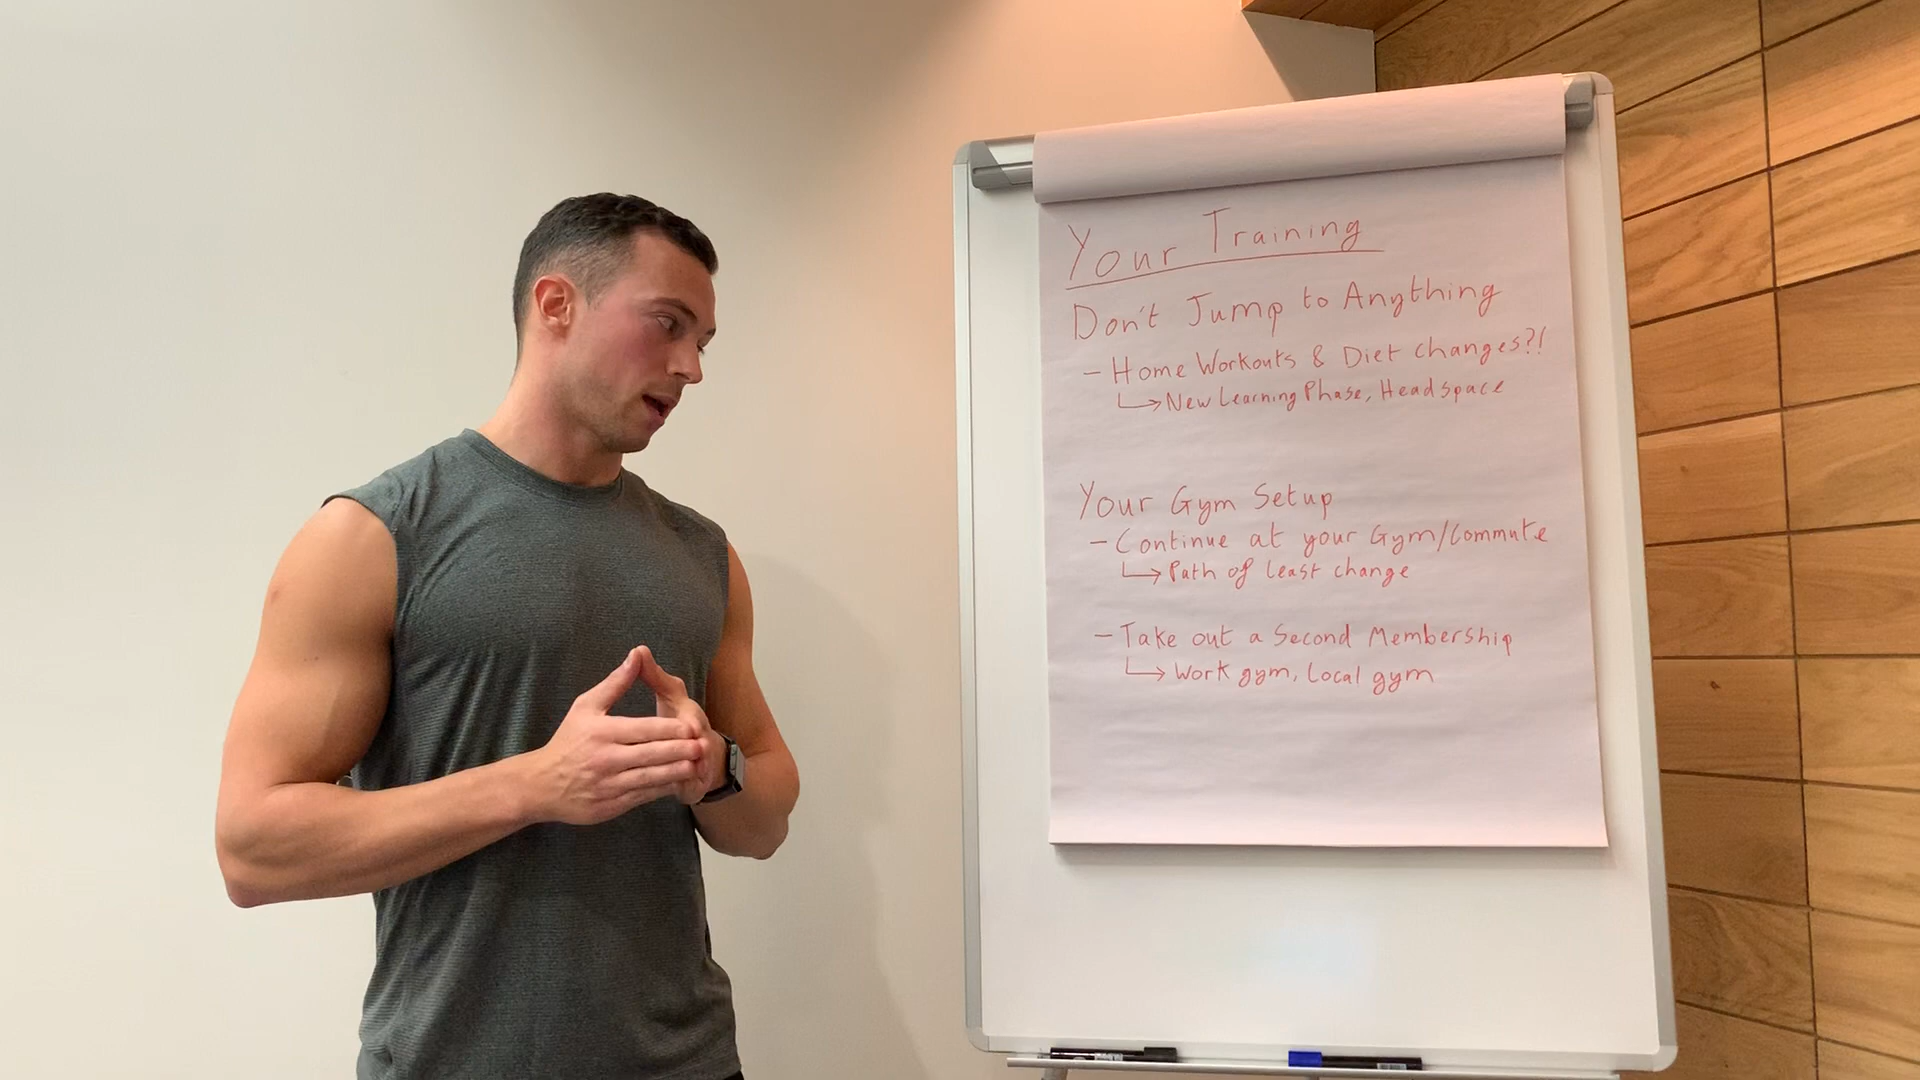 Your Training
Don't Jump to Anything
- Home Workouts & Diet changes?!
↳ New Learning Phase, Headspace
Your Gym Setup
- Continue at your Gym/Commute
↳ Path of least change
- Take out a Second Membership
↳ Work gym, Local gym